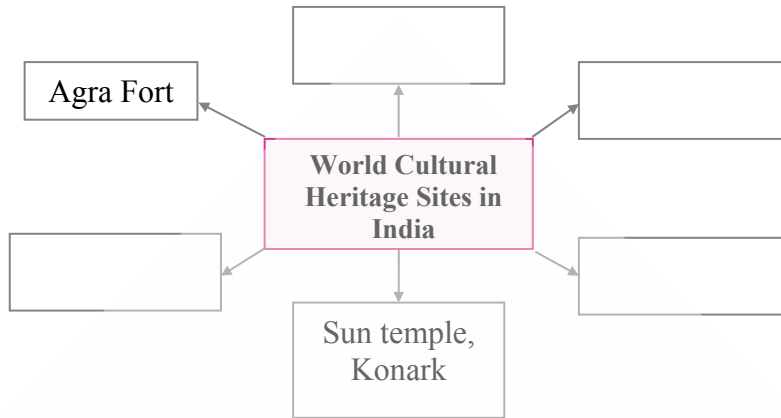 Agra Fort
World Cultural
Heritage Sites in
India
Sun temple,
Konark